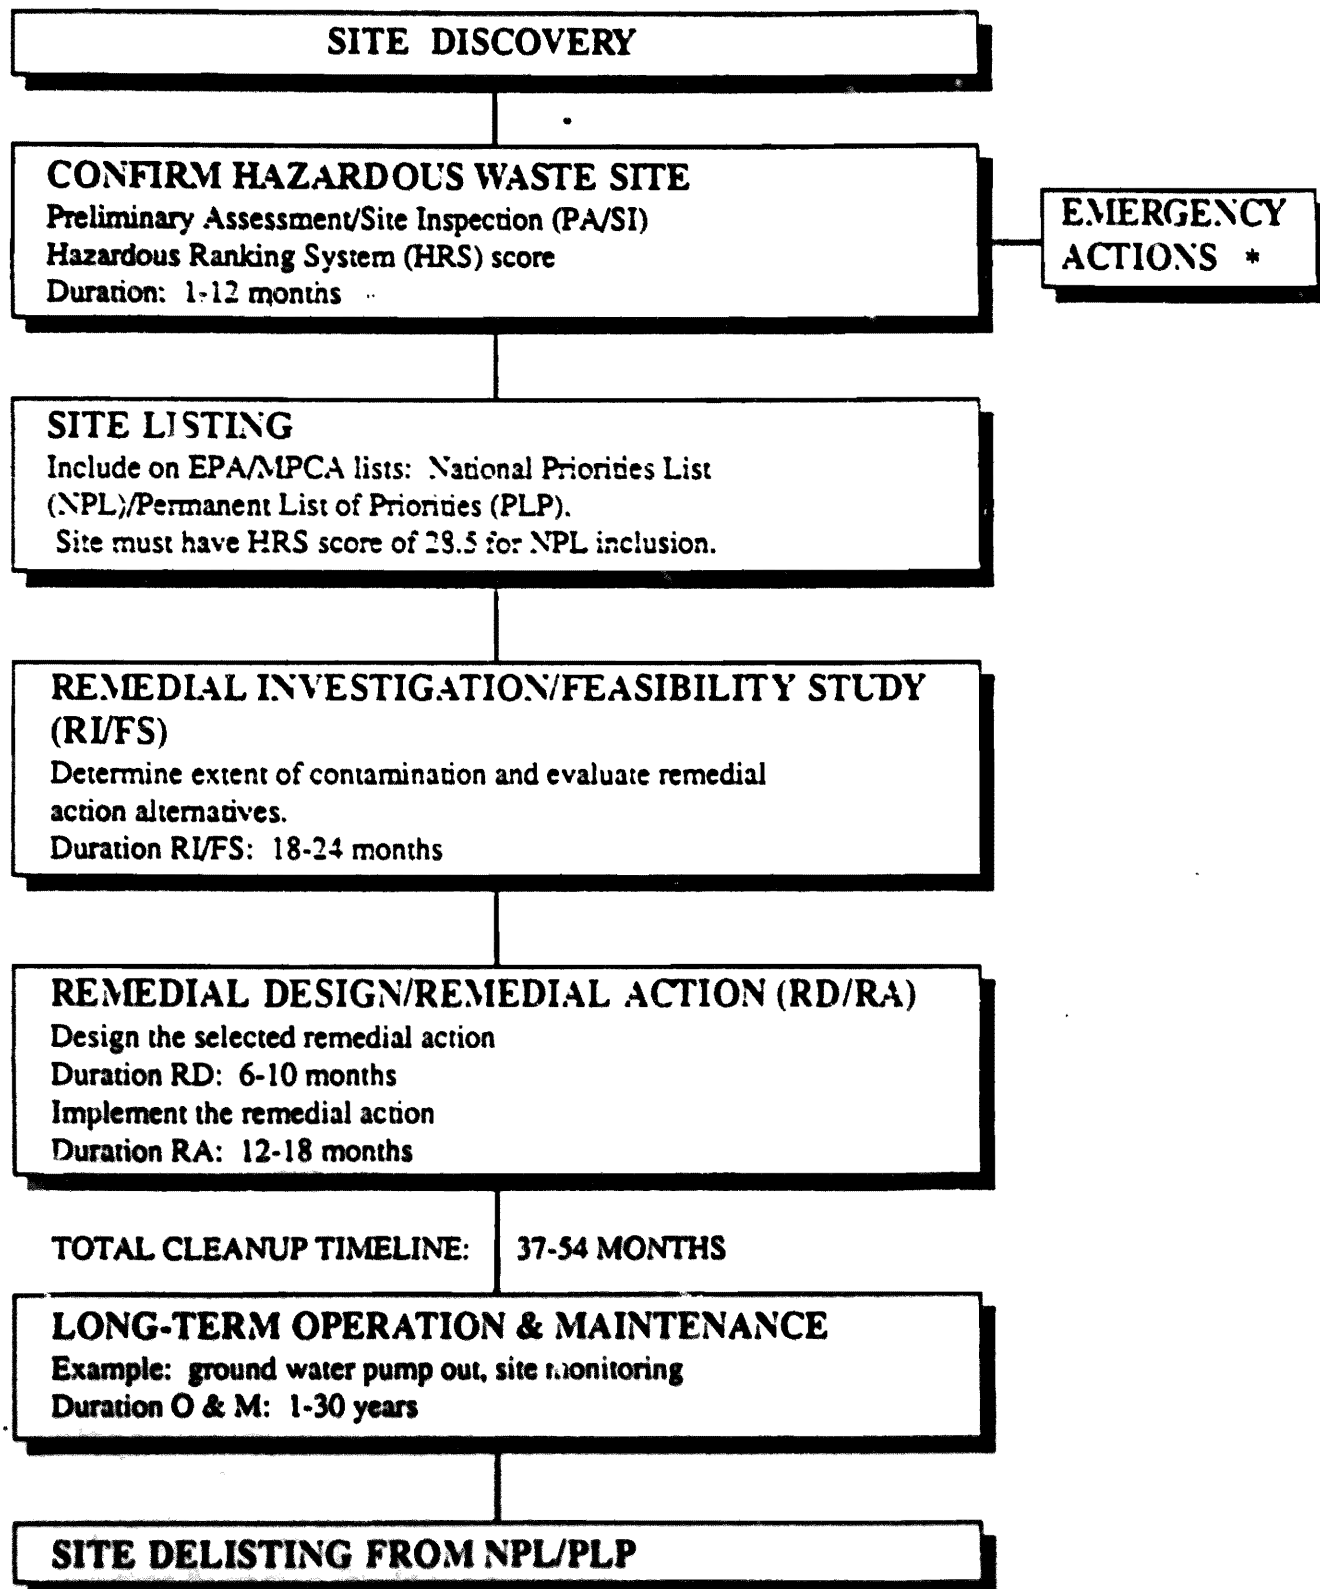 SITE DISCOVERY
CONFIRM HAZARDOUS WASTE SITE
Preliminary Assessment/Site Inspection (PA/SI)
Hazardous Ranking System (HRS) score
Duration: 1-12 months
EMERGENCY
ACTIONS *
SITE LISTING
Include on EPA/MPCA lists: National Priorities List
(NPL)/Permanent List of Priorities (PLP).
Site must have HRS score of 28.5 for NPL inclusion.
REMEDIAL INVESTIGATION/FEASIBILITY STUDY
(RI/FS)
Determine extent of contamination and evaluate remedial
action alternatives.
Duration RI/FS: 18-24 months
REMEDIAL DESIGN/REMEDIAL ACTION (RD/RA)
Design the selected remedial action
Duration RD: 6-10 months
Implement the remedial action
Duration RA: 12-18 months
TOTAL CLEANUP TIMELINE: 37-54 MONTHS
LONG-TERM OPERATION & MAINTENANCE
Example: ground water pump out, site monitoring
Duration O & M: 1-30 years
SITE DELISTING FROM NPL/PLP